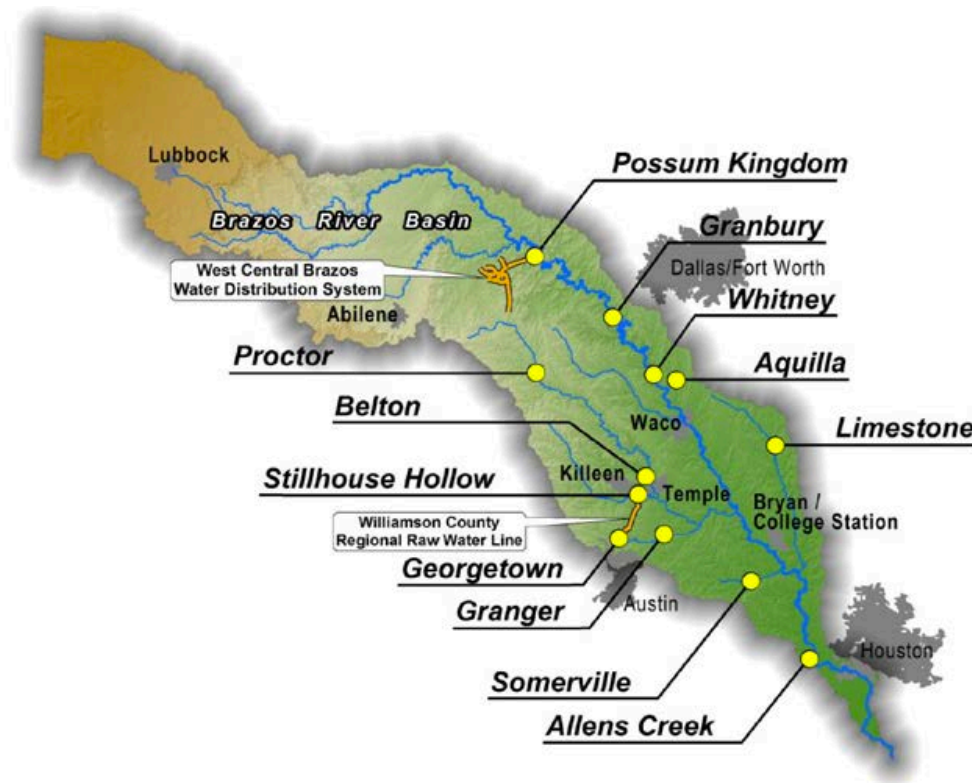 Lubbock
Possum Kingdom
Brazos River Basin
Granbury
Dallas/Fort Worth
West Central Brazos
Water Distribution System
Whitney
Abilene
Proctor
Aquilla
Belton
Waco
Limestone
Killeen
Stillhouse Hollow
Temple
Bryan /
College Station
Williamson County
Regional Raw Water Line
Georgetown
Granger
Austin
Houston
Somerville
Allens Creek